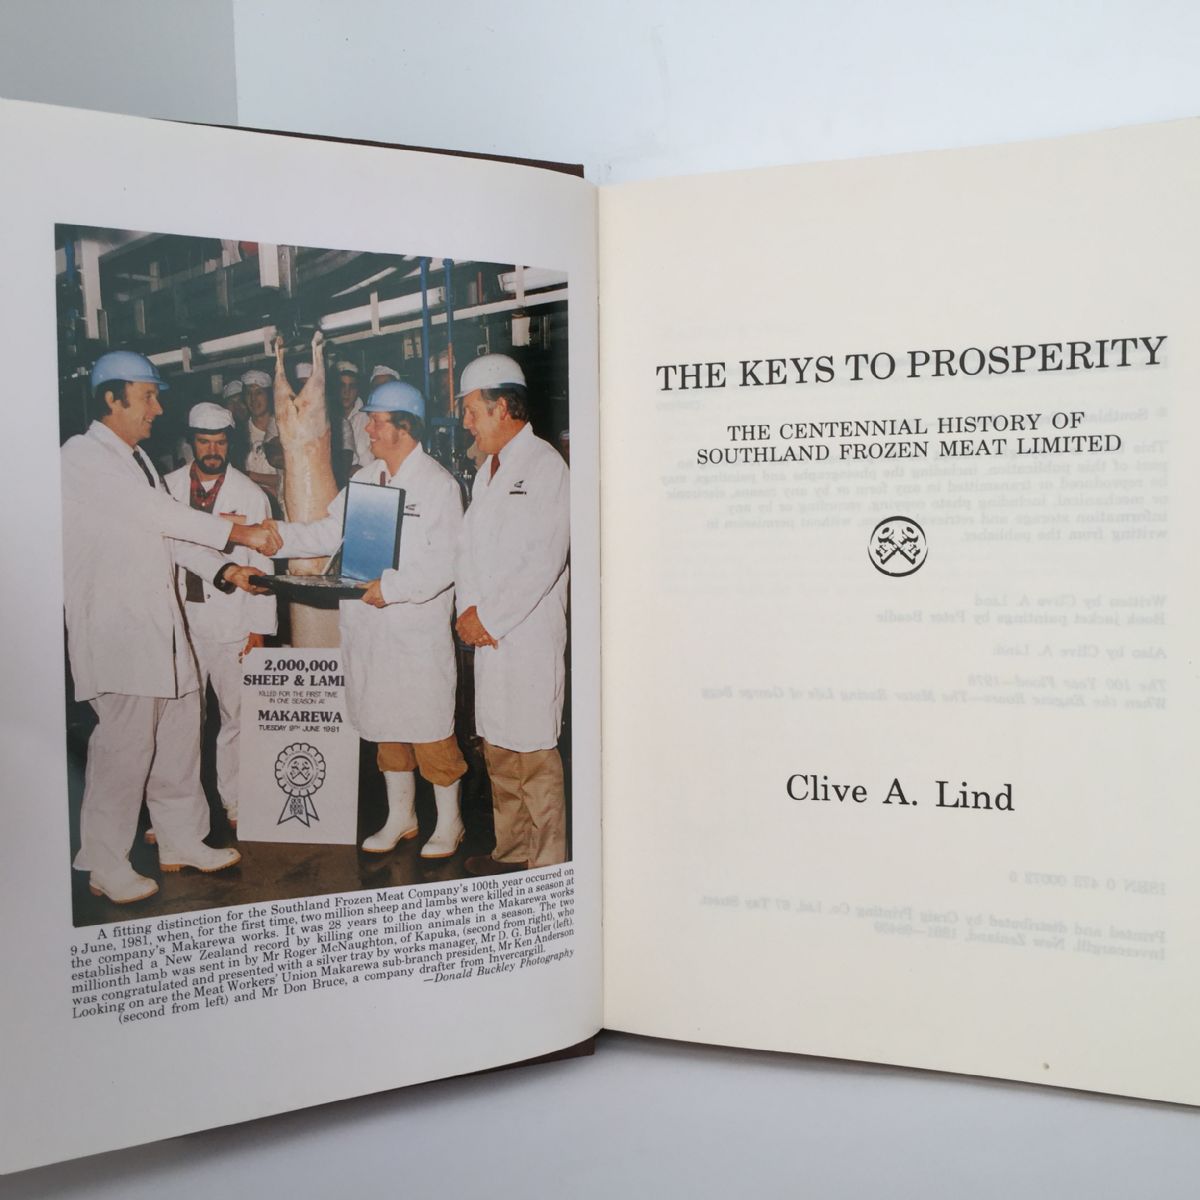 2,000,000
SHEEP & LAM
KILLED FOR THE FIRST TIME
IN ONE SEASON AT
MAKAREWA
TUESDAY 9TH JUNE 1981
OUR
100TH
YEAR
A fitting distinction for the Southland Frozen Meat Company's 100th year occurred on
9 June, 1981, when, for the first time, two million sheep and lambs were killed in a season at
the company's Makarewa works. It was 28 years to the day when the Makarewa works
established a New Zealand record by killing one million animals in a season. The two
millionth lamb was sent in by Mr Roger McNaughton, of Kapuka, (second from right), who
was congratulated and presented with a silver tray by works manager, Mr D. G. Butler (left).
Looking on are the Meat Workers' Union Makarewa sub-branch president, Mr Ken Anderson
(second from left) and Mr Don Bruce, a company drafter from Invercargill.
—Donald Buckley Photography
THE KEYS TO PROSPERITY
THE CENTENNIAL HISTORY OF
SOUTHLAND FROZEN MEAT LIMITED
Clive A. Lind